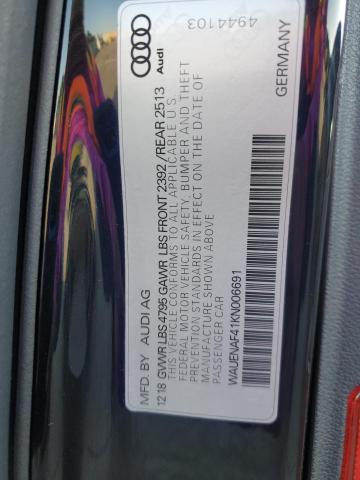 MFD. BY AUDI AG
12 18 GVWR LBS 4795 GAWR LBS FRONT 2392 / REAR 2513
THIS VEHICLE CONFORMS TO ALL APPLICABLE U.S.
FEDERAL MOTOR VEHICLE SAFETY, BUMPER AND THEFT
PREVENTION STANDARDS IN EFFECT ON THE DATE OF
MANUFACTURE SHOWN ABOVE
PASSENGER CAR
WAUENAF41KN006691
Audi
4944103
GERMANY